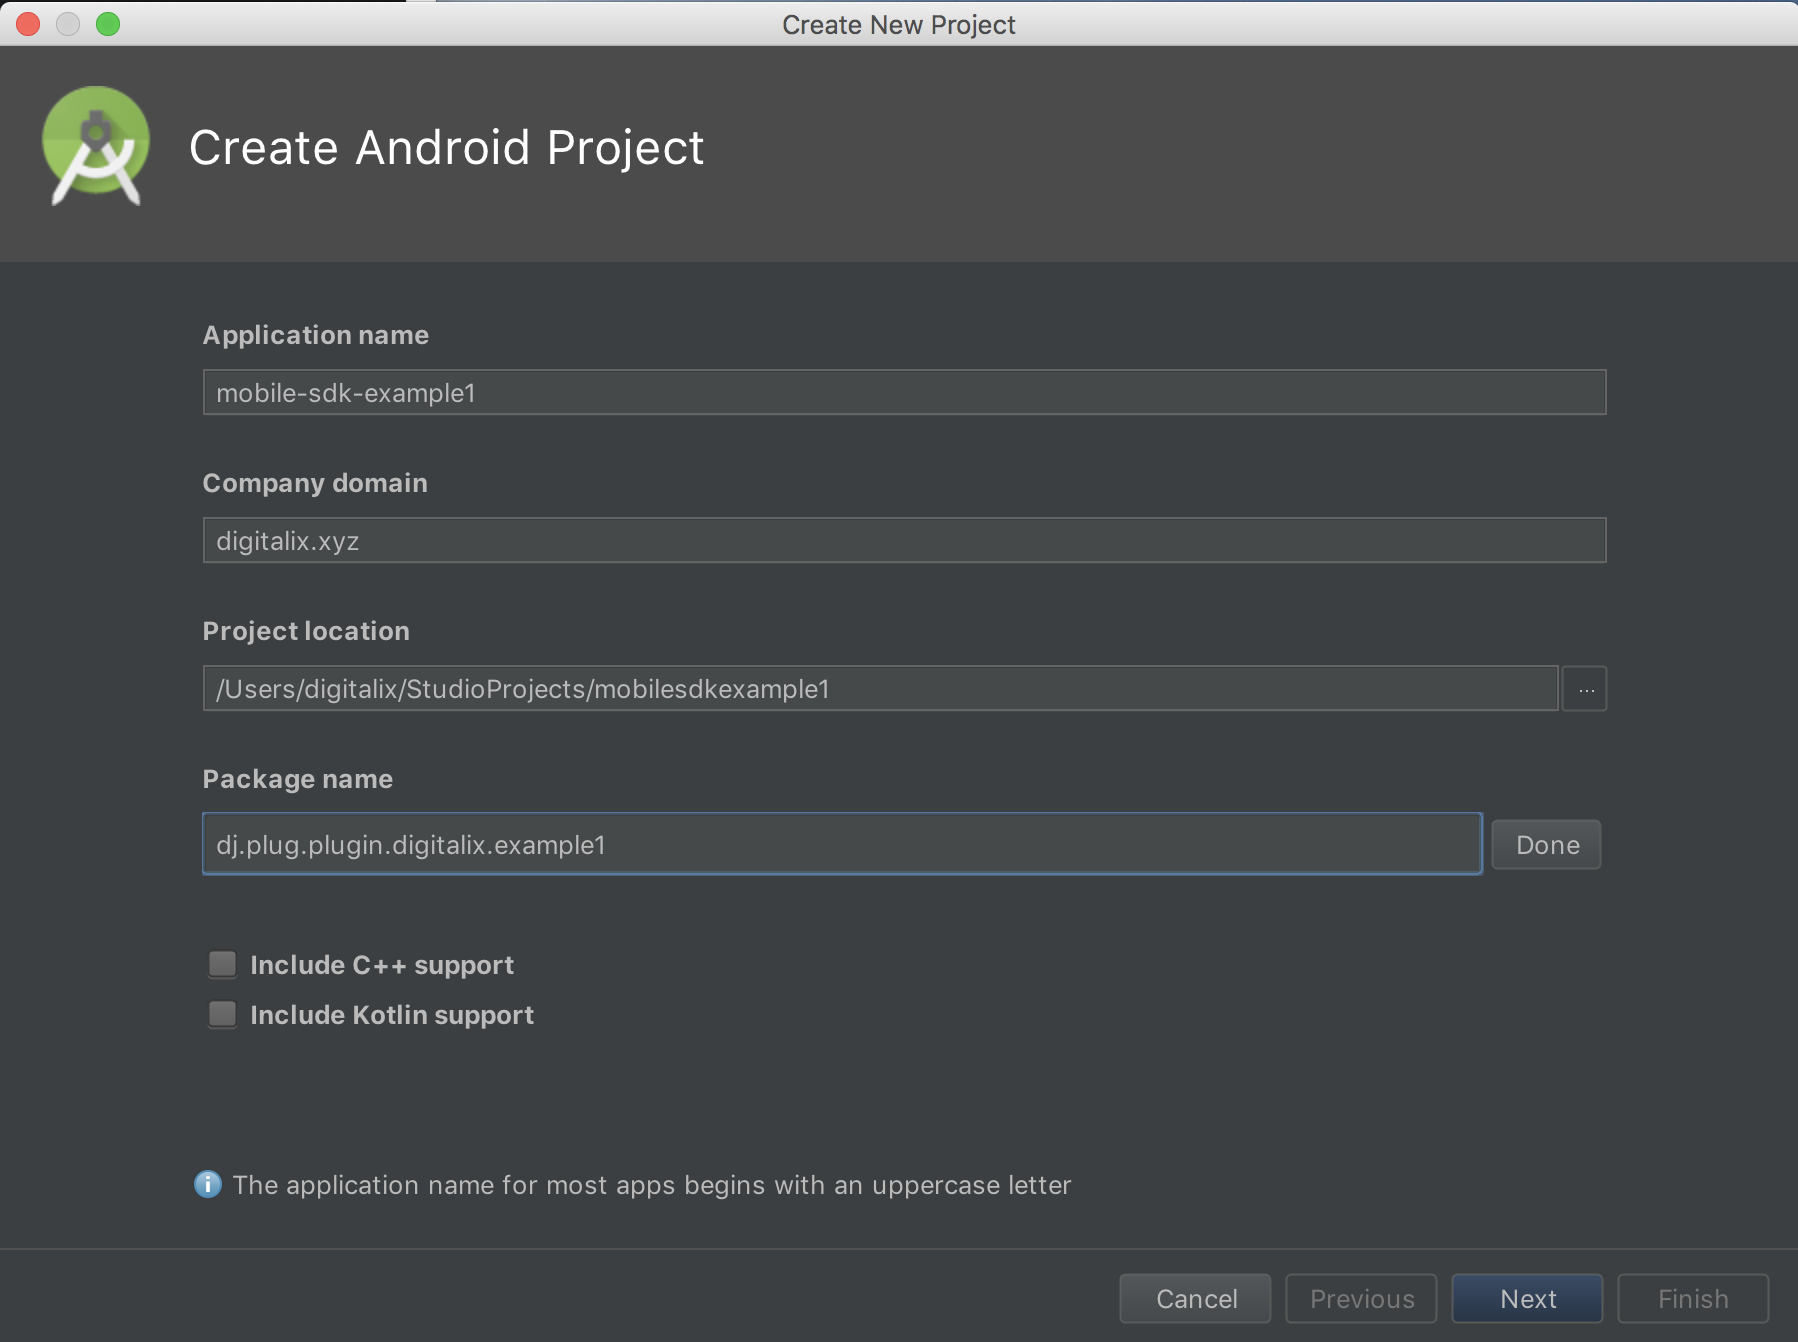 Create New Project
Create Android Project
Application name
mobile-sdk-example1
Company domain
digitalix.xyz
Project location
/Users/digitalix/StudioProjects/mobilesdkexample1
...
Package name
dj.plug.plugin.digitalix.example1
Done
Include C++ support
Include Kotlin support
The application name for most apps begins with an uppercase letter
Cancel Previous Next Finish